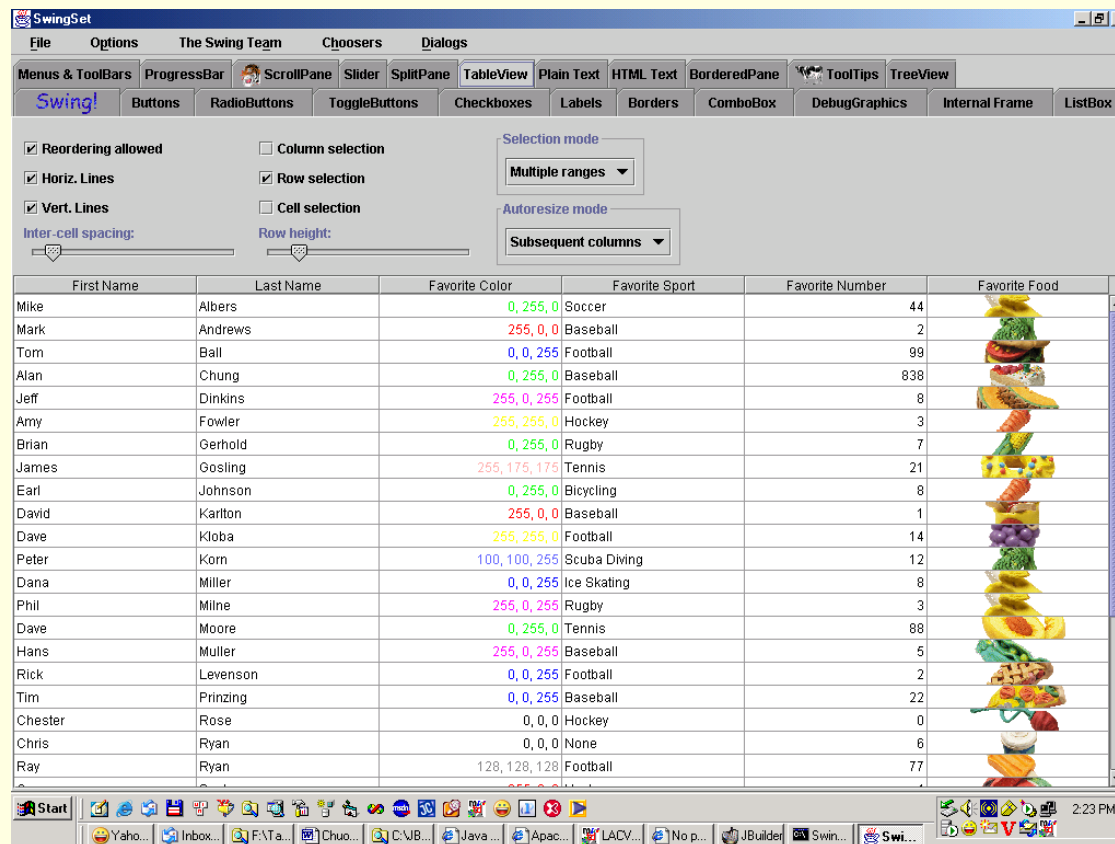 SwingSet
File Options The Swing Team Choosers Dialogs
Menus & ToolBars ProgressBar ScrollPane Slider SplitPane TableView Plain Text HTML Text BorderedPane ToolTips TreeView
Swing! Buttons RadioButtons ToggleButtons Checkboxes Labels Borders ComboBox DebugGraphics Internal Frame ListBox
Reordering allowed Column selection Selection mode
Horiz. Lines Row selection Multiple ranges
Vert. Lines Cell selection Autoresize mode
Inter-cell spacing: Row height: Subsequent columns
First Name Last Name Favorite Color Favorite Sport Favorite Number Favorite Food
Mike Albers 0, 255, 0 Soccer 44
Mark Andrews 255, 0, 0 Baseball 2
Tom Ball 0, 0, 255 Football 99
Alan Chung 0, 255, 0 Baseball 838
Jeff Dinkins 255, 0, 255 Football 8
Amy Fowler 255, 255, 0 Hockey 3
Brian Gerhold 0, 255, 0 Rugby 7
James Gosling 255, 175, 175 Tennis 21
Earl Johnson 0, 255, 0 Bicycling 8
David Karlton 255, 0, 0 Baseball 1
Dave Kloba 255, 255, 0 Football 14
Peter Korn 100, 100, 255 Scuba Diving 12
Dana Miller 0, 0, 255 Ice Skating 8
Phil Milne 255, 0, 255 Rugby 3
Dave Moore 0, 255, 0 Tennis 88
Hans Muller 255, 0, 255 Baseball 5
Rick Levenson 0, 0, 255 Football 2
Tim Prinzing 0, 0, 255 Baseball 22
Chester Rose 0, 0, 0 Hockey 0
Chris Ryan 0, 0, 0 None 6
Ray Ryan 128, 128, 128 Football 77
Start 2:23 PM
Yaho... Inbox... F:\Ta... Chuo... C:\JB... Java ... Apac... LACV... No p... JBuilder Swin... Swi...